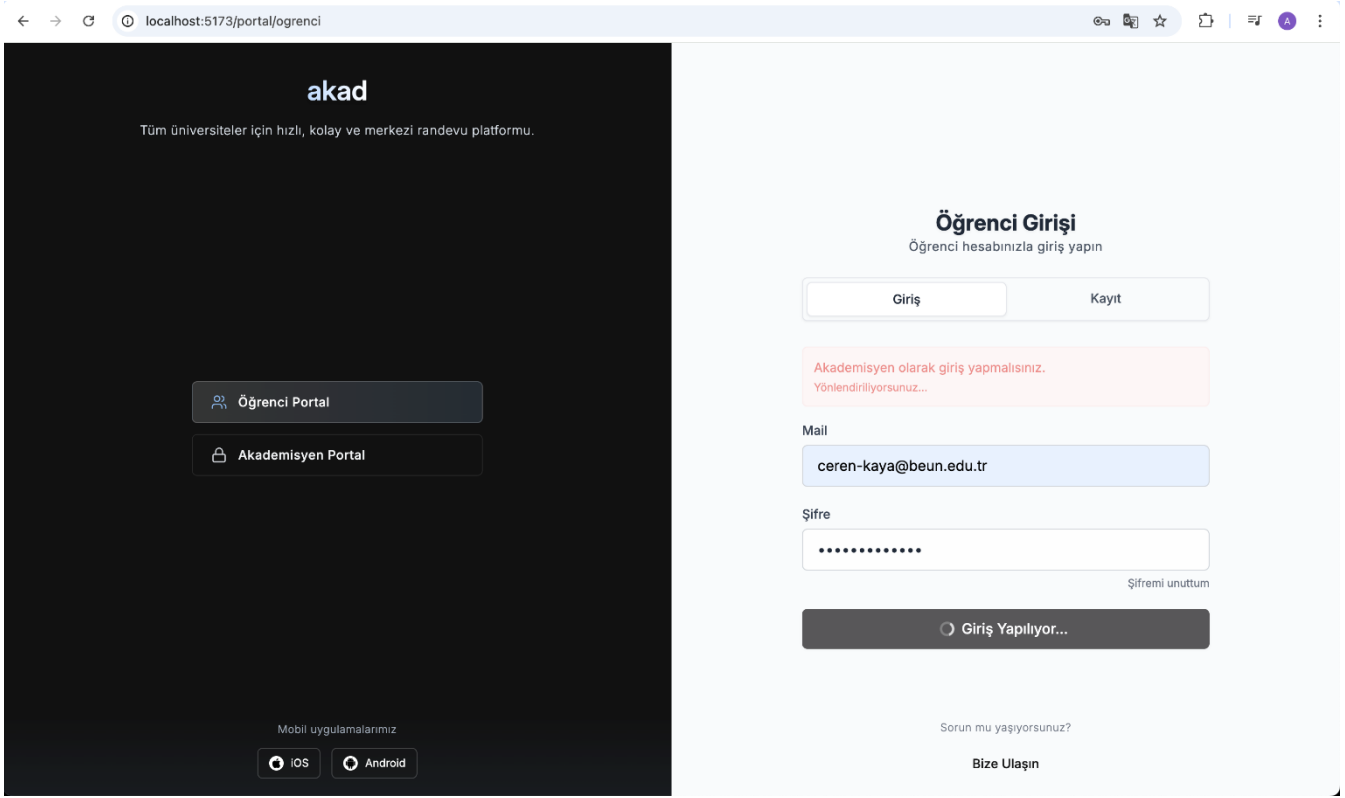 localhost:5173/portal/ogrenci
A
akad
Tüm üniversiteler için hızlı, kolay ve merkezi randevu platformu.
Öğrenci Portal
Akademisyen Portal
Mobil uygulamalarımız
iOS
Android
Öğrenci Girişi
Öğrenci hesabınızla giriş yapın
Giriş
Kayıt
Akademisyen olarak giriş yapmalısınız.
Yönlendiriliyorsunuz...
Mail
ceren-kaya@beun.edu.tr
Şifre
•••••••••••••
Şifremi unuttum
Giriş Yapılıyor...
Sorun mu yaşıyorsunuz?
Bize Ulaşın